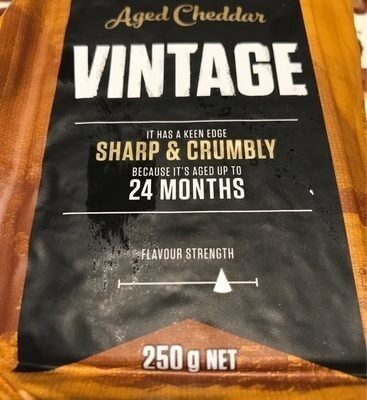 Aged Cheddar
VINTAGE
IT HAS A KEEN EDGE
SHARP & CRUMBLY
BECAUSE IT'S AGED UP TO
24 MONTHS
FLAVOUR STRENGTH
250 g NET